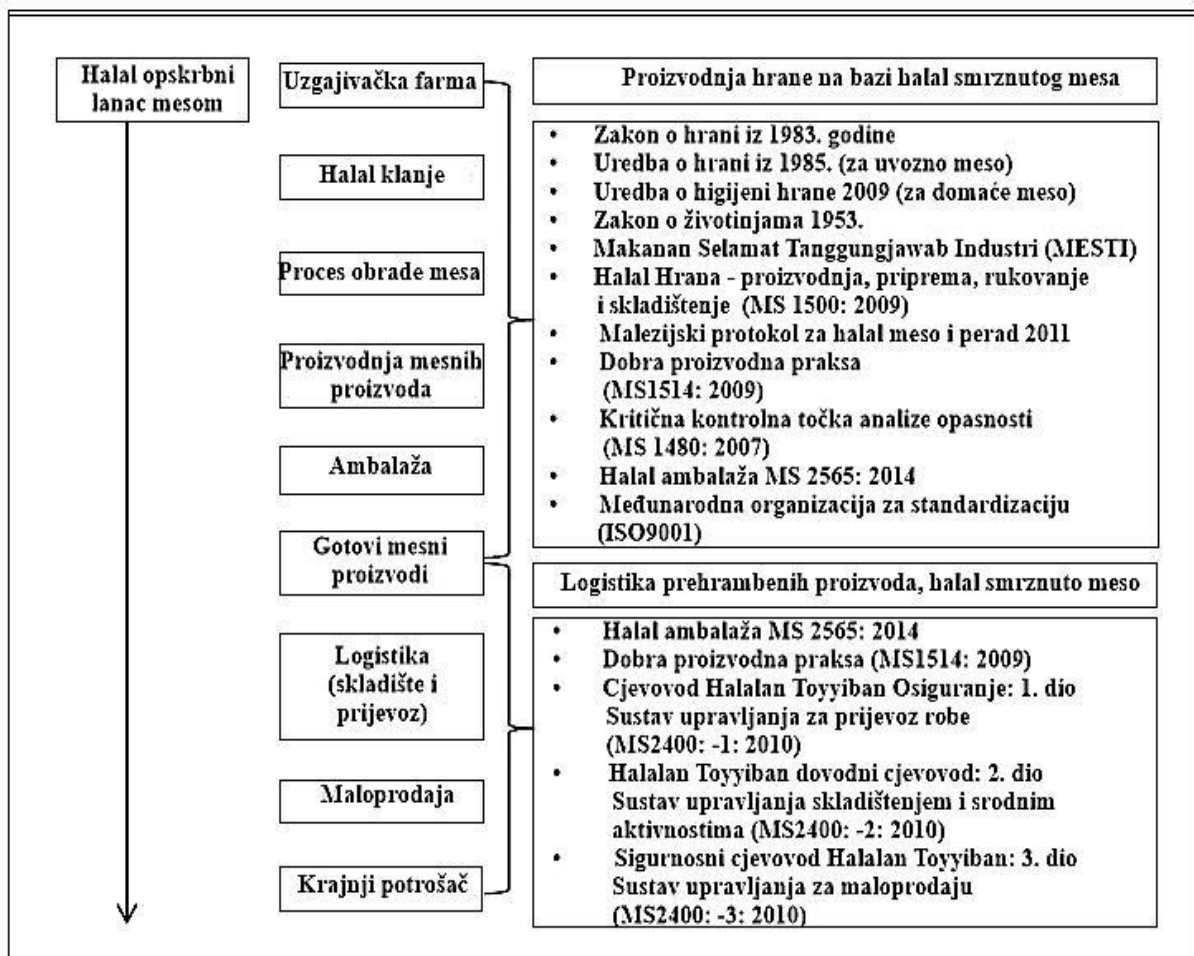 Halal opskrbni
lanac mesom
Uzgajivačka farma
Halal klanje
Proces obrade mesa
Proizvodnja mesnih
proizvoda
Ambalaža
Gotovi mesni
proizvodi
Logistika
(skladište i
prijevoz)
Maloprodaja
Krajnji potrošač
Proizvodnja hrane na bazi halal smrznutog mesa
• Zakon o hrani iz 1983. godine
• Uredba o hrani iz 1985. (za uvozno meso)
• Uredba o higijeni hrane 2009 (za domaće meso)
• Zakon o životinjama 1953.
• Makanan Selamat Tanggungjawab Industri (MESTI)
• Halal Hrana - proizvodnja, priprema, rukovanje
i skladištenje (MS 1500: 2009)
• Malezijski protokol za halal meso i perad 2011
• Dobra proizvodna praksa
(MS1514: 2009)
• Kritična kontrolna točka analize opasnosti
(MS 1480: 2007)
• Halal ambalaža MS 2565: 2014
• Međunarodna organizacija za standardizaciju
(ISO9001)
Logistika prehrambenih proizvoda, halal smrznuto meso
• Halal ambalaža MS 2565: 2014
• Dobra proizvodna praksa (MS1514: 2009)
• Cjevovod Halalan Toyyiban Osiguranje: 1. dio
Sustav upravljanja za prijevoz robe
(MS2400: -1: 2010)
• Halalan Toyyiban dovodni cjevovod: 2. dio
Sustav upravljanja skladištenjem i srodnim
aktivnostima (MS2400: -2: 2010)
• Sigurnosni cjevovod Halalan Toyyiban: 3. dio
Sustav upravljanja za maloprodaju
(MS2400: -3: 2010)